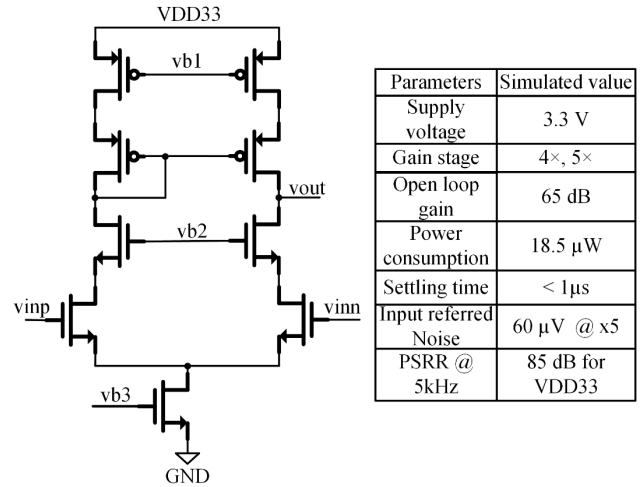 VDD33
vb1
vout
vb2
vinp
vinn
vb3
GND
Parameters Simulated value
Supply
voltage
3.3 V
Gain stage 4×, 5×
Open loop
gain
65 dB
Power
consumption
18.5 µW
Settling time < 1µs
Input referred
Noise
60 µV @ x5
PSRR @
5kHz
85 dB for
VDD33